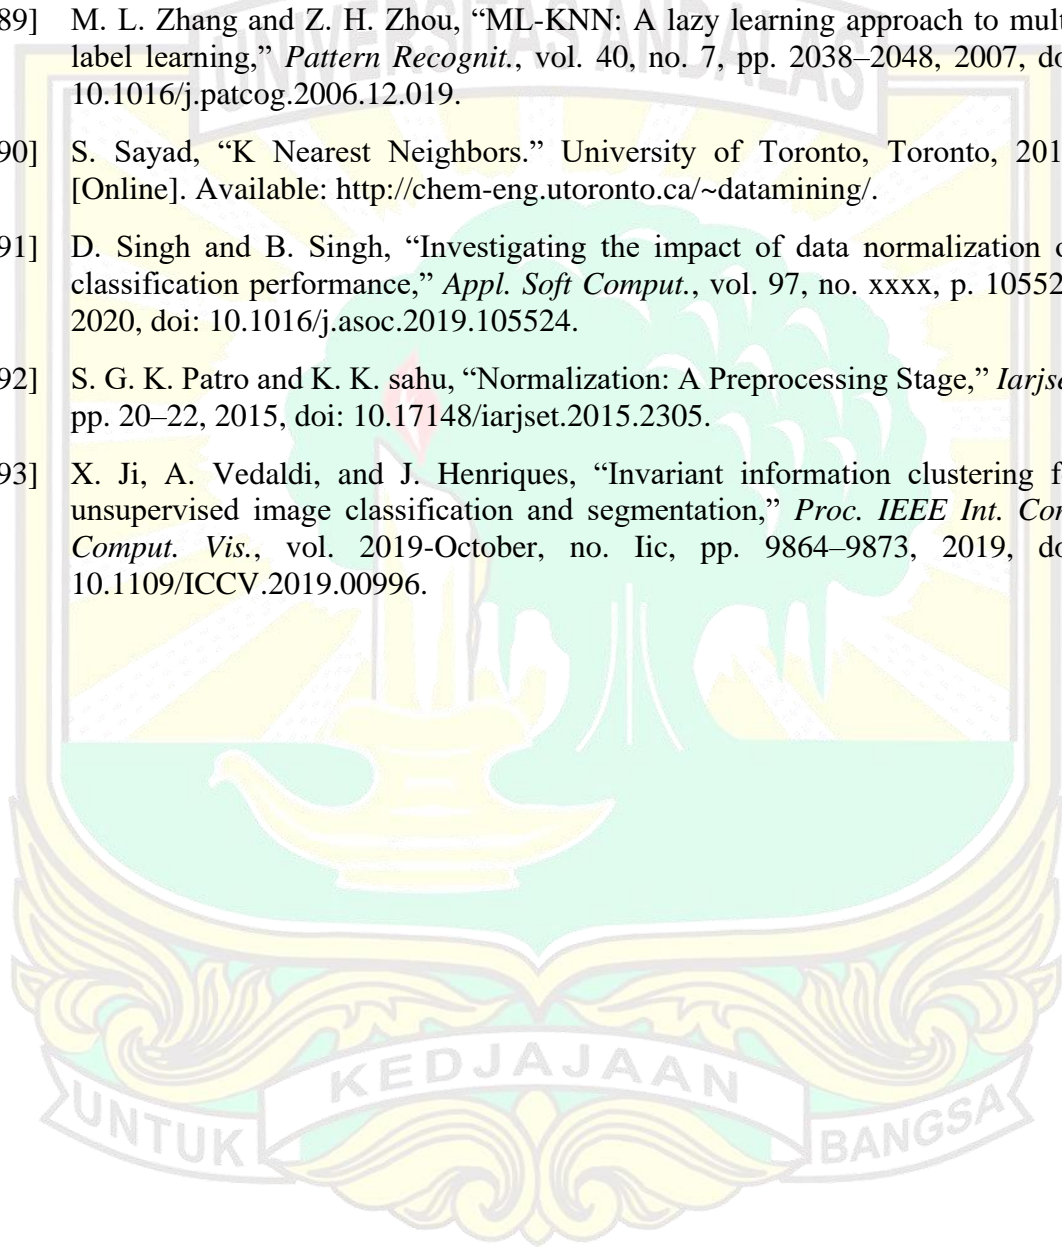 89] M. L. Zhang and Z. H. Zhou, “ML-KNN: A lazy learning approach to mul
label learning,” Pattern Recognit., vol. 40, no. 7, pp. 2038–2048, 2007, do
10.1016/j.patcog.2006.12.019.
90] S. Sayad, “K Nearest Neighbors.” University of Toronto, Toronto, 201
[Online]. Available: http://chem-eng.utoronto.ca/~datamining/.
91] D. Singh and B. Singh, “Investigating the impact of data normalization o
classification performance,” Appl. Soft Comput., vol. 97, no. xxxx, p. 10552
2020, doi: 10.1016/j.asoc.2019.105524.
92] S. G. K. Patro and K. K. sahu, “Normalization: A Preprocessing Stage,” Iarjse
pp. 20–22, 2015, doi: 10.17148/iarjset.2015.2305.
93] X. Ji, A. Vedaldi, and J. Henriques, “Invariant information clustering f
unsupervised image classification and segmentation,” Proc. IEEE Int. Con
Comput. Vis., vol. 2019-October, no. Iic, pp. 9864–9873, 2019, do
10.1109/ICCV.2019.00996.
UNIVERSITAS ANDALAS
UNTUK KEDJAJAAN BANGSA